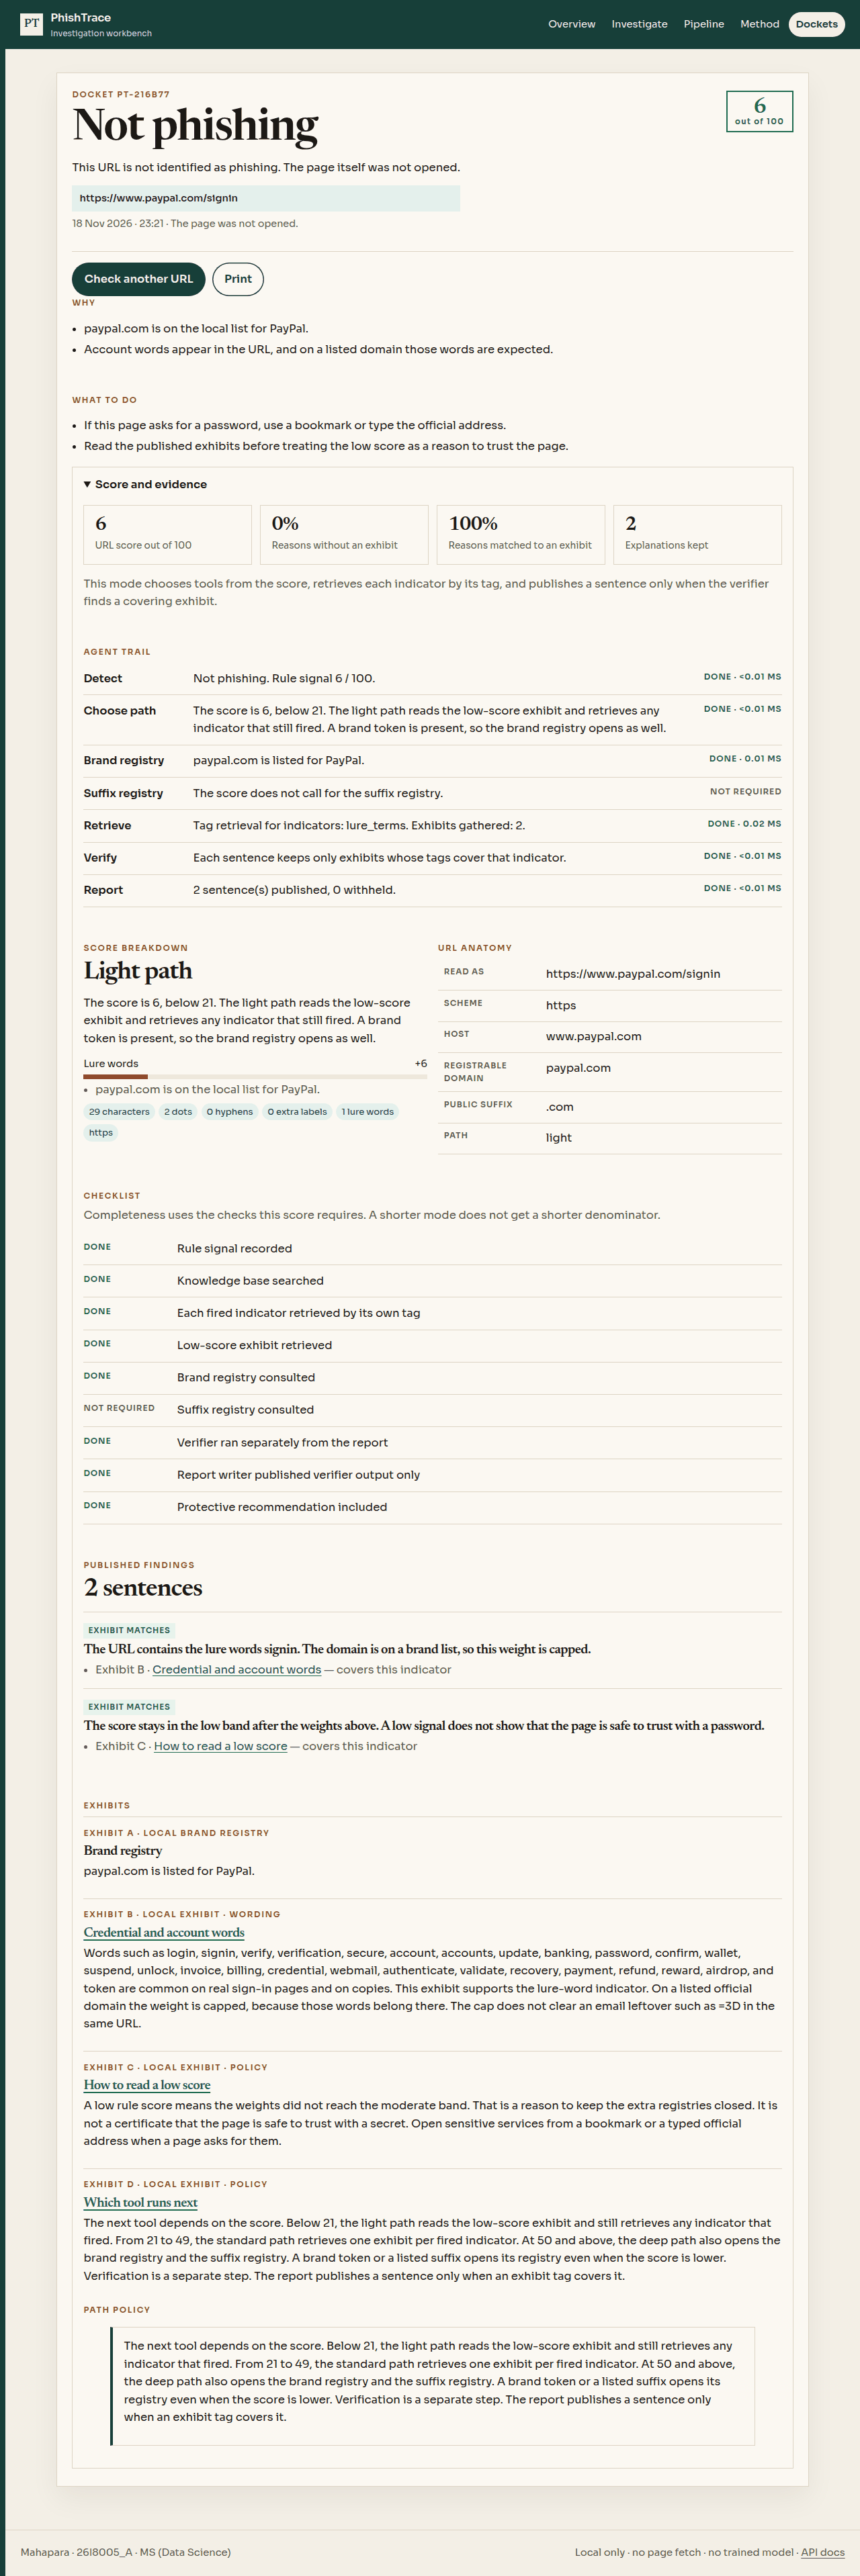 PT
PhishTrace
Investigation workbench
Overview
Investigate
Pipeline
Method
Dockets
DOCKET PT-216B77
Not phishing
6
out of 100
This URL is not identified as phishing. The page itself was not opened.
https://www.paypal.com/signin
18 Nov 2026 · 23:21 · The page was not opened.
Check another URL
Print
WHY
• paypal.com is on the local list for PayPal.
• Account words appear in the URL, and on a listed domain those words are expected.
WHAT TO DO
• If this page asks for a password, use a bookmark or type the official address.
• Read the published exhibits before treating the low score as a reason to trust the page.
▼ Score and evidence
6
URL score out of 100
0%
Reasons without an exhibit
100%
Reasons matched to an exhibit
2
Explanations kept
This mode chooses tools from the score, retrieves each indicator by its tag, and publishes a sentence only when the verifier
finds a covering exhibit.
AGENT TRAIL
Detect
Not phishing. Rule signal 6 / 100.
DONE · <0.01 MS
Choose path
The score is 6, below 21. The light path reads the low-score exhibit and retrieves any
indicator that still fired. A brand token is present, so the brand registry opens as well.
DONE · <0.01 MS
Brand registry
paypal.com is listed for PayPal.
DONE · 0.01 MS
Suffix registry
The score does not call for the suffix registry.
NOT REQUIRED
Retrieve
Tag retrieval for indicators: lure_terms. Exhibits gathered: 2.
DONE · 0.02 MS
Verify
Each sentence keeps only exhibits whose tags cover that indicator.
DONE · <0.01 MS
Report
2 sentence(s) published, 0 withheld.
DONE · <0.01 MS
SCORE BREAKDOWN
Light path
The score is 6, below 21. The light path reads the low-score
exhibit and retrieves any indicator that still fired. A brand
token is present, so the brand registry opens as well.
Lure words
+6
• paypal.com is on the local list for PayPal.
29 characters
2 dots
0 hyphens
0 extra labels
1 lure words
https
URL ANATOMY
READ AS
https://www.paypal.com/signin
SCHEME
https
HOST
www.paypal.com
REGISTRABLE
DOMAIN
paypal.com
PUBLIC SUFFIX
.com
PATH
light
CHECKLIST
Completeness uses the checks this score requires. A shorter mode does not get a shorter denominator.
DONE
Rule signal recorded
DONE
Knowledge base searched
DONE
Each fired indicator retrieved by its own tag
DONE
Low-score exhibit retrieved
DONE
Brand registry consulted
NOT REQUIRED
Suffix registry consulted
DONE
Verifier ran separately from the report
DONE
Report writer published verifier output only
DONE
Protective recommendation included
PUBLISHED FINDINGS
2 sentences
EXHIBIT MATCHES
The URL contains the lure words signin. The domain is on a brand list, so this weight is capped.
• Exhibit B · Credential and account words — covers this indicator
EXHIBIT MATCHES
The score stays in the low band after the weights above. A low signal does not show that the page is safe to trust with a password.
• Exhibit C · How to read a low score — covers this indicator
EXHIBITS
EXHIBIT A · LOCAL BRAND REGISTRY
Brand registry
paypal.com is listed for PayPal.
EXHIBIT B · LOCAL EXHIBIT · WORDING
Credential and account words
Words such as login, signin, verify, verification, secure, account, accounts, update, banking, password, confirm, wallet,
suspend, unlock, invoice, billing, credential, webmail, authenticate, validate, recovery, payment, refund, reward, airdrop, and
token are common on real sign-in pages and on copies. This exhibit supports the lure-word indicator. On a listed official
domain the weight is capped, because those words belong there. The cap does not clear an email leftover such as =3D in the
same URL.
EXHIBIT C · LOCAL EXHIBIT · POLICY
How to read a low score
A low rule score means the weights did not reach the moderate band. That is a reason to keep the extra registries closed. It is
not a certificate that the page is safe to trust with a secret. Open sensitive services from a bookmark or a typed official
address when a page asks for them.
EXHIBIT D · LOCAL EXHIBIT · POLICY
Which tool runs next
The next tool depends on the score. Below 21, the light path reads the low-score exhibit and still retrieves any indicator that
fired. From 21 to 49, the standard path retrieves one exhibit per fired indicator. At 50 and above, the deep path also opens the
brand registry and the suffix registry. A brand token or a listed suffix opens its registry even when the score is lower.
Verification is a separate step. The report publishes a sentence only when an exhibit tag covers it.
PATH POLICY
The next tool depends on the score. Below 21, the light path reads the low-score exhibit and still retrieves any
indicator that fired. From 21 to 49, the standard path retrieves one exhibit per fired indicator. At 50 and above,
the deep path also opens the brand registry and the suffix registry. A brand token or a listed suffix opens its
registry even when the score is lower. Verification is a separate step. The report publishes a sentence only
when an exhibit tag covers it.
Mahapara · 26I8005_A · MS (Data Science)
Local only · no page fetch · no trained model · API docs